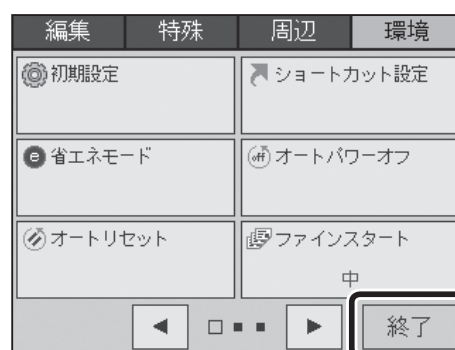 編集 特殊 周辺 環境
初期設定 ショートカット設定
e 省エネモード off オートパワーオフ
オートリセット ファインスタート
中
終了